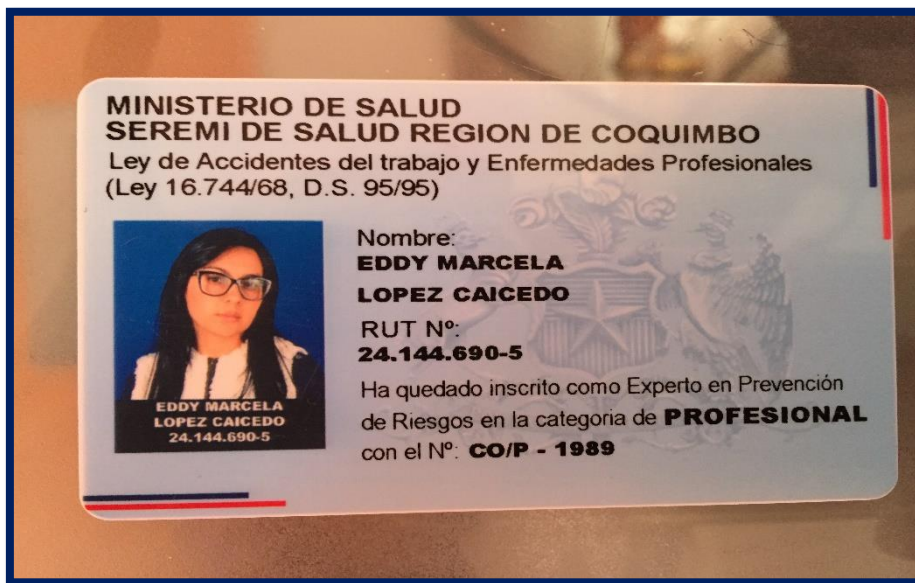 MINISTERIO DE SALUD
SEREMI DE SALUD REGION DE COQUIMBO
Ley de Accidentes del trabajo y Enfermedades Profesionales
(Ley 16.744/68, D.S. 95/95)
Nombre:
EDDY MARCELA
LOPEZ CAICEDO
RUT Nº:
24.144.690-5
Ha quedado inscrito como Experto en Prevención
de Riesgos en la categoria de PROFESIONAL
con el Nº: CO/P - 1989
EDDY MARCELA
LOPEZ CAICEDO
24.144.690-5